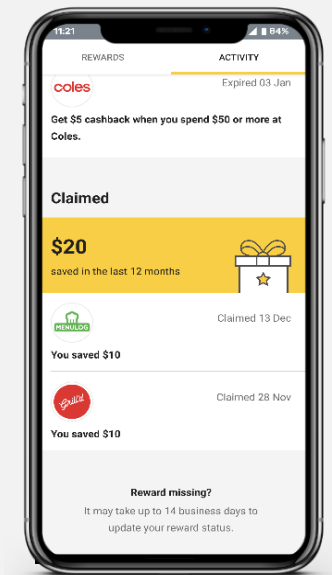 11:21
84%
REWARDS
ACTIVITY
coles
Expired 03 Jan
Get $5 cashback when you spend $50 or more at
Coles.
Claimed
$20
saved in the last 12 months
MENULOG
Claimed 13 Dec
You saved $10
Grill'd
Claimed 28 Nov
You saved $10
Reward missing?
It may take up to 14 business days to
update your reward status.